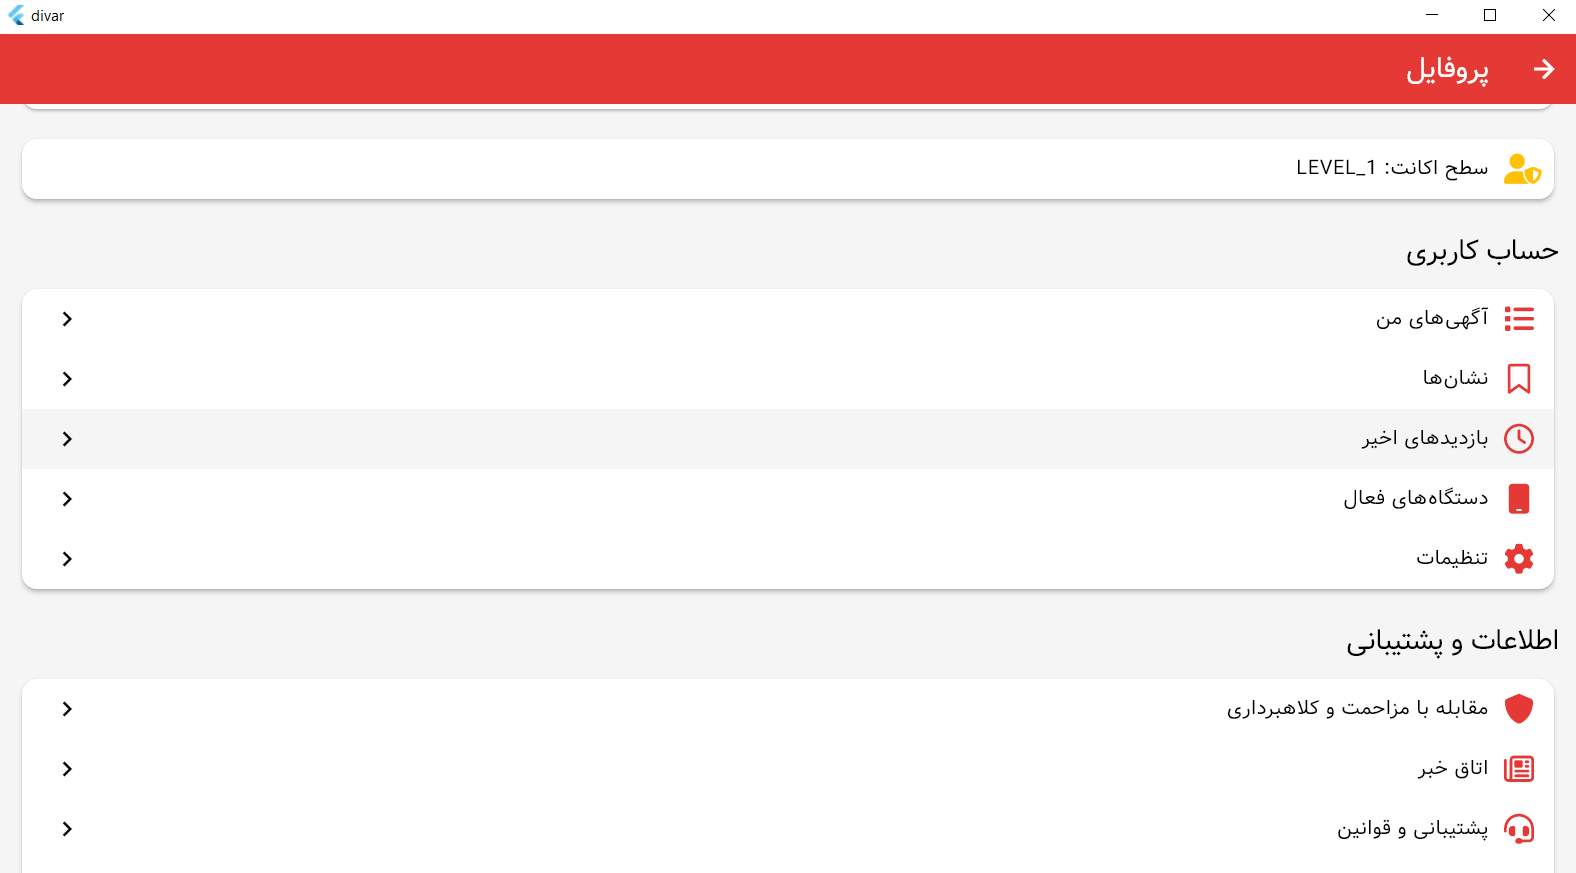 divar
پروفایل
سطح اکانت: LEVEL_1
حساب کاربری
آگهی‌های من
نشان‌ها
بازدیدهای اخیر
دستگاه‌های فعال
تنظیمات
اطلاعات و پشتیبانی
مقابله با مزاحمت و کلاهبرداری
اتاق خبر
پشتیبانی و قوانین